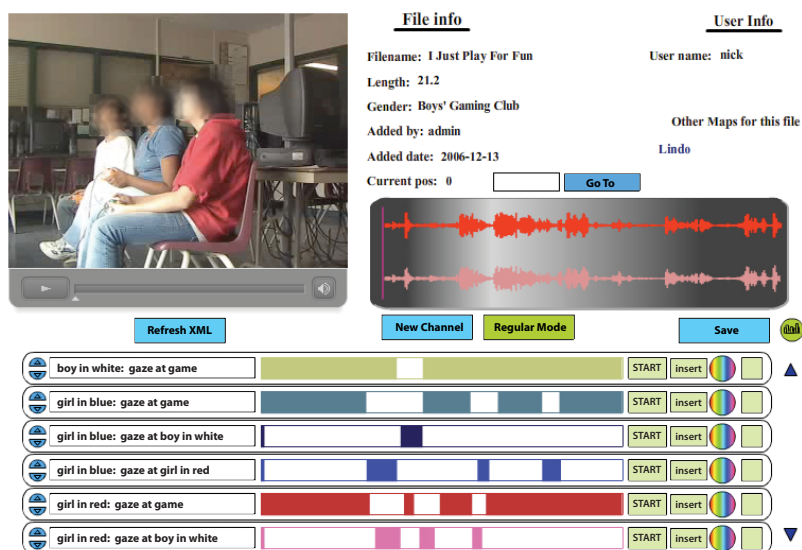 File info
User Info
Filename: I Just Play For Fun
User name: nick
Length: 21.2
Gender: Boys' Gaming Club
Added by: admin
Other Maps for this file
Added date: 2006-12-13
Lindo
Current pos: 0
Go To
Refresh XML
New Channel
Regular Mode
Save
boy in white: gaze at game START insert
girl in blue: gaze at game START insert
girl in blue: gaze at boy in white START insert
girl in blue: gaze at girl in red START insert
girl in red: gaze at game START insert
girl in red: gaze at boy in white START insert